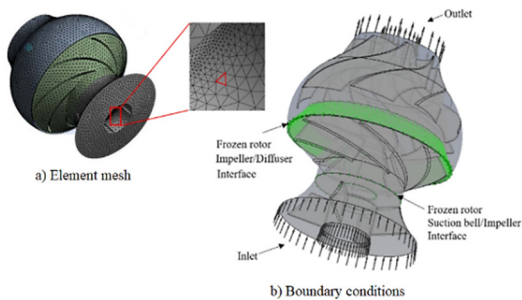 Outlet
Frozen rotor
Impeller/Diffuser
Interface
a) Element mesh
Frozen rotor
Suction bell/Impeller
Interface
Inlet
b) Boundary conditions